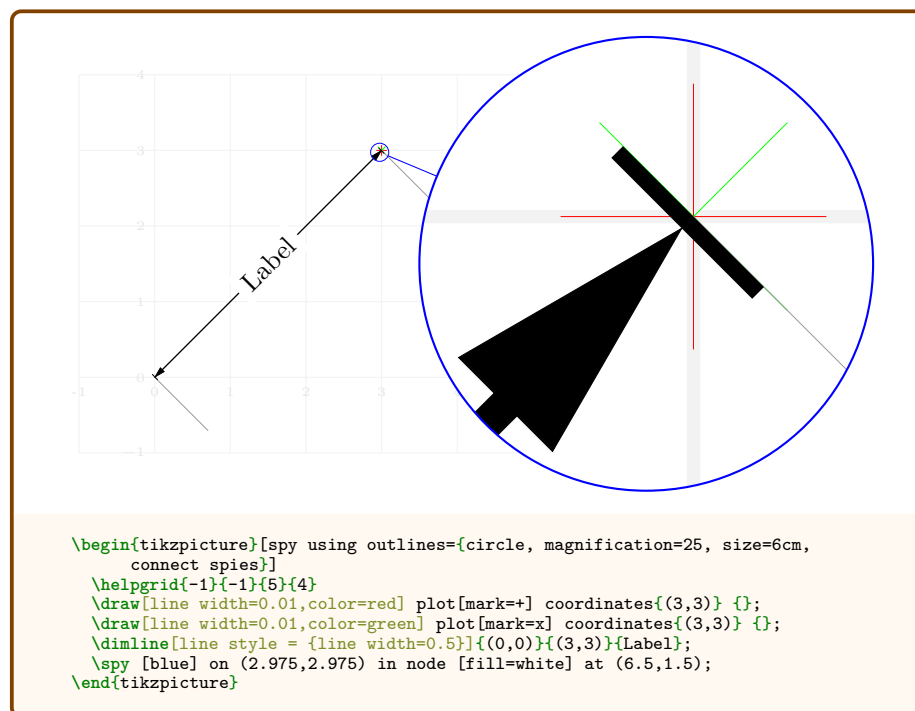 4
3
2
1
0
-1
-1
0
1
2
3
Label
\begin{tikzpicture}[spy using outlines={circle, magnification=25, size=6cm,
connect spies}]
\helpgrid{-1}{-1}{5}{4}
\draw[line width=0.01,color=red] plot[mark=+] coordinates{(3,3)} {};
\draw[line width=0.01,color=green] plot[mark=x] coordinates{(3,3)} {};
\dimline[line style = {line width=0.5}]{(0,0)}{(3,3)}{Label};
\spy [blue] on (2.975,2.975) in node [fill=white] at (6.5,1.5);
\end{tikzpicture}